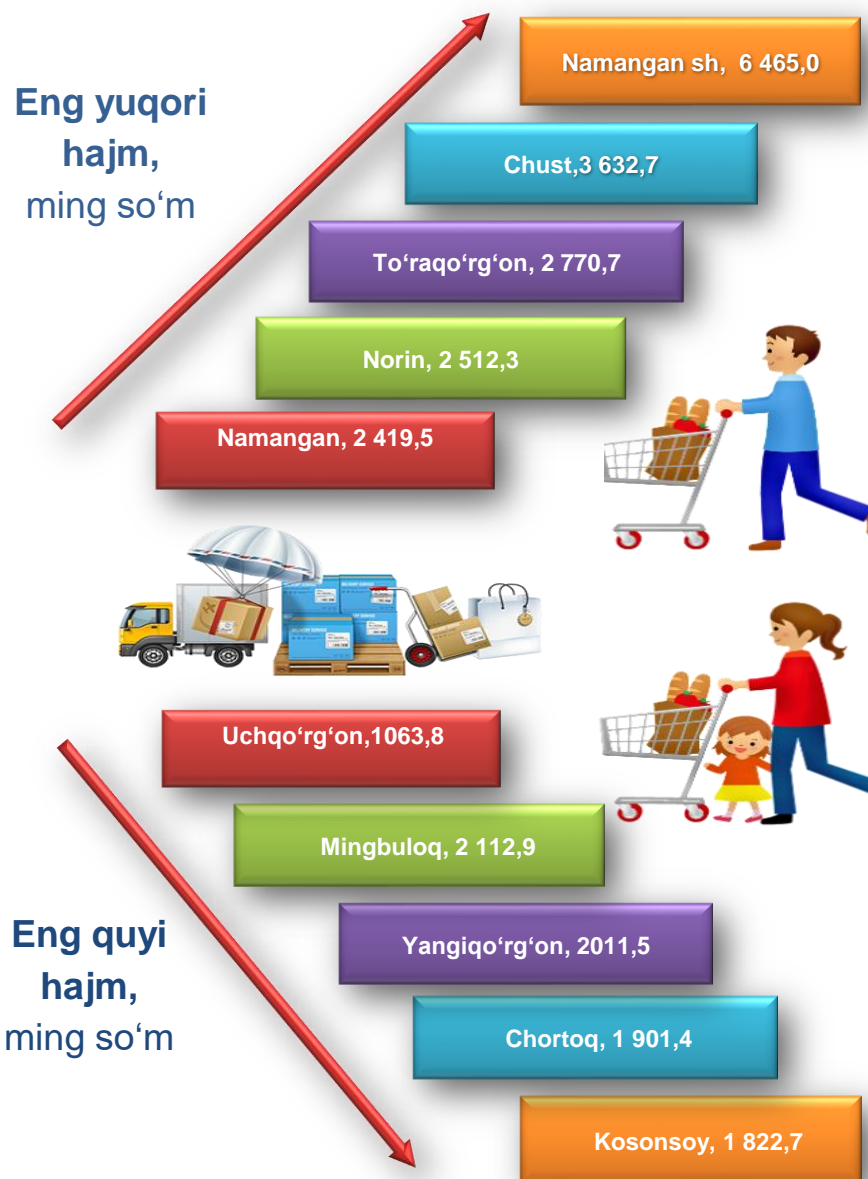 Namangan sh, 6 465,0
Eng yuqori
hajm,
ming so‘m
Chust,3 632,7
To‘raqo‘rg‘on, 2 770,7
Norin, 2 512,3
Namangan, 2 419,5
Uchqo‘rg‘on,1063,8
Mingbuloq, 2 112,9
Eng quyi
hajm,
ming so‘m
Yangiqo‘rg‘on, 2011,5
Chortoq, 1 901,4
Kosonsoy, 1 822,7